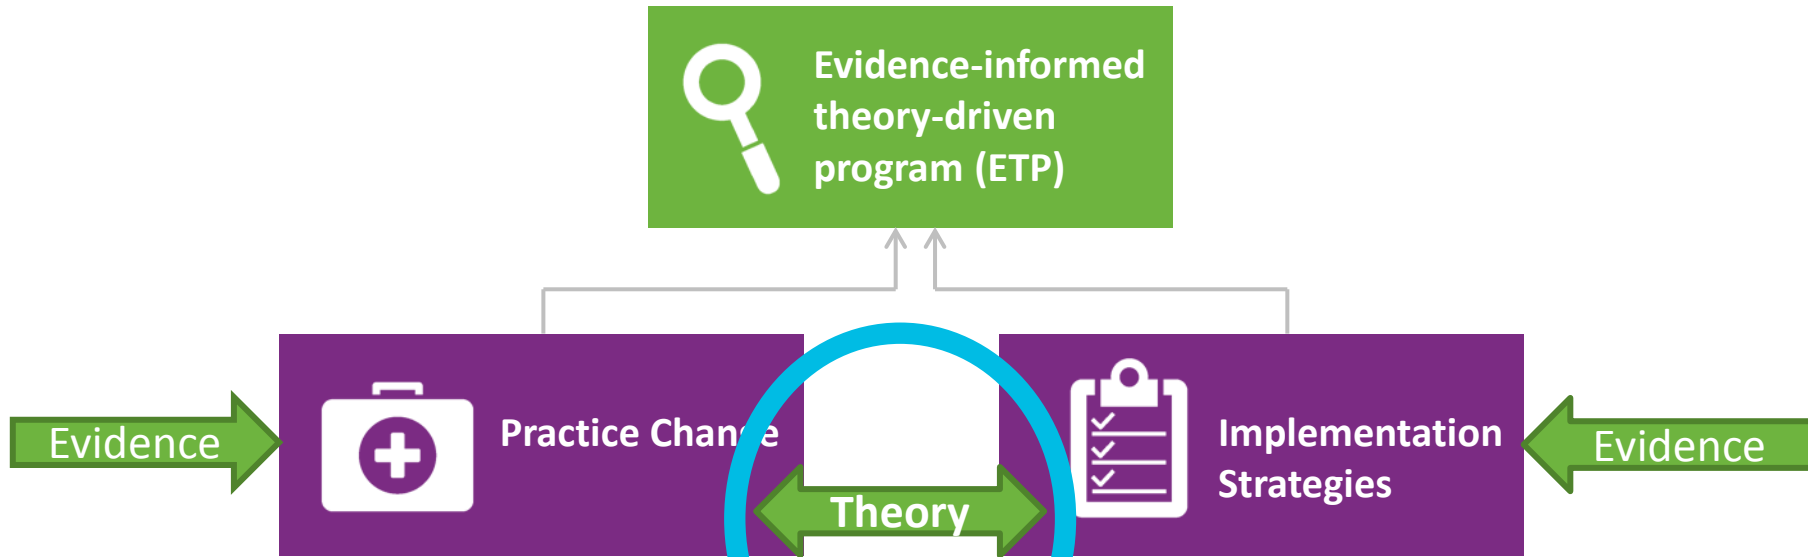 Evidence-informed
theory-driven
program (ETP)
Evidence
Practice Change
Theory
Implementation
Strategies
Evidence